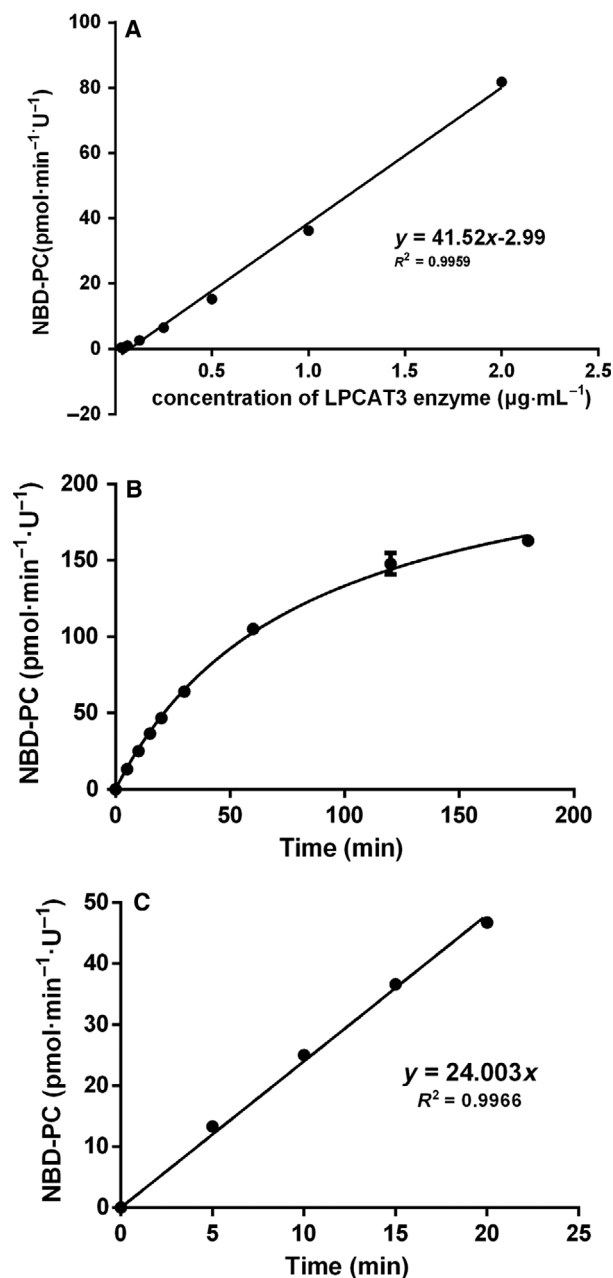 A
NBD-PC(pmol·min⁻¹·U⁻¹)
100
80
60
40
20
0
–20
0.5 1.0 1.5 2.0 2.5
y = 41.52x-2.99
R² = 0.9959
concentration of LPCAT3 enzyme (µg·mL⁻¹)
B
NBD-PC (pmol·min⁻¹·U⁻¹)
200
150
100
50
0
0 50 100 150 200
Time (min)
C
NBD-PC (pmol·min⁻¹·U⁻¹)
50
40
30
20
10
0
y = 24.003x
R² = 0.9966
0 5 10 15 20 25
Time (min)